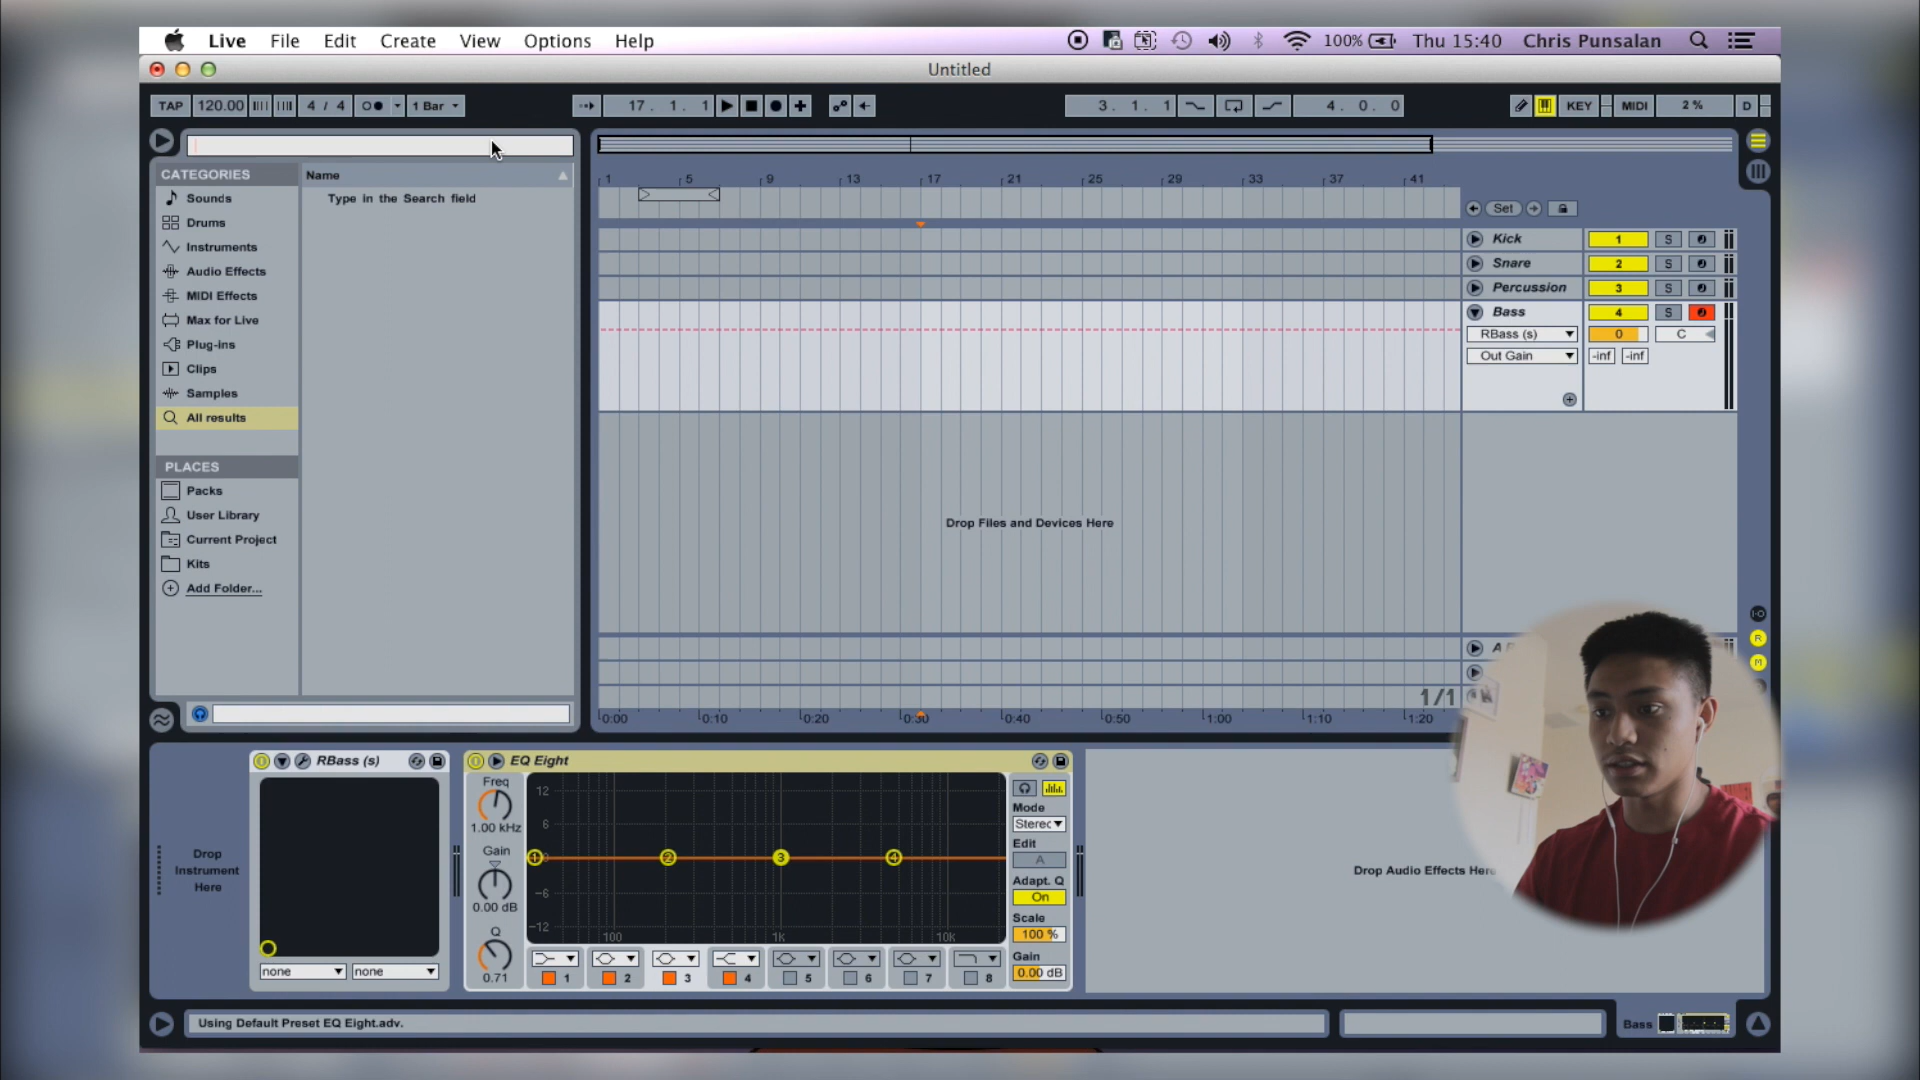 Live File Edit Create View Options Help 100% Thu 15:40 Chris Punsalan
Untitled
TAP 120.00 4 / 4 1 Bar 17. 1. 1 3. 1. 1 4. 0. 0 KEY MIDI 2 % D
CATEGORIES
Sounds
Drums
Instruments
Audio Effects
MIDI Effects
Max for Live
Plug-ins
Clips
Samples
All results
PLACES
Packs
User Library
Current Project
Kits
Add Folder...
Name
Type in the Search field
1 5 9 13 17 21 25 29 33 37 41
Set
Kick 1 S
Snare 2 S
Percussion 3 S
Bass 4 S
RBass (s) 0 C
Out Gain -inf -inf
Drop Files and Devices Here
A
1/1
0:00 0:10 0:20 0:30 0:40 0:50 1:00 1:10 1:20
I-O
R
M
Drop
Instrument
Here
RBass (s)
none none
EQ Eight
Freq
1.00 kHz
Gain
0.00 dB
Q
0.71
12
6
0
-6
-12
100 1K 10K
1 2 3 4
1 2 3 4 5 6 7 8
Mode
Stereo
Edit
A
Adapt. Q
On
Scale
100 %
Gain
0.00 dB
Drop Audio Effects Here
Using Default Preset EQ Eight.adv.
Bass